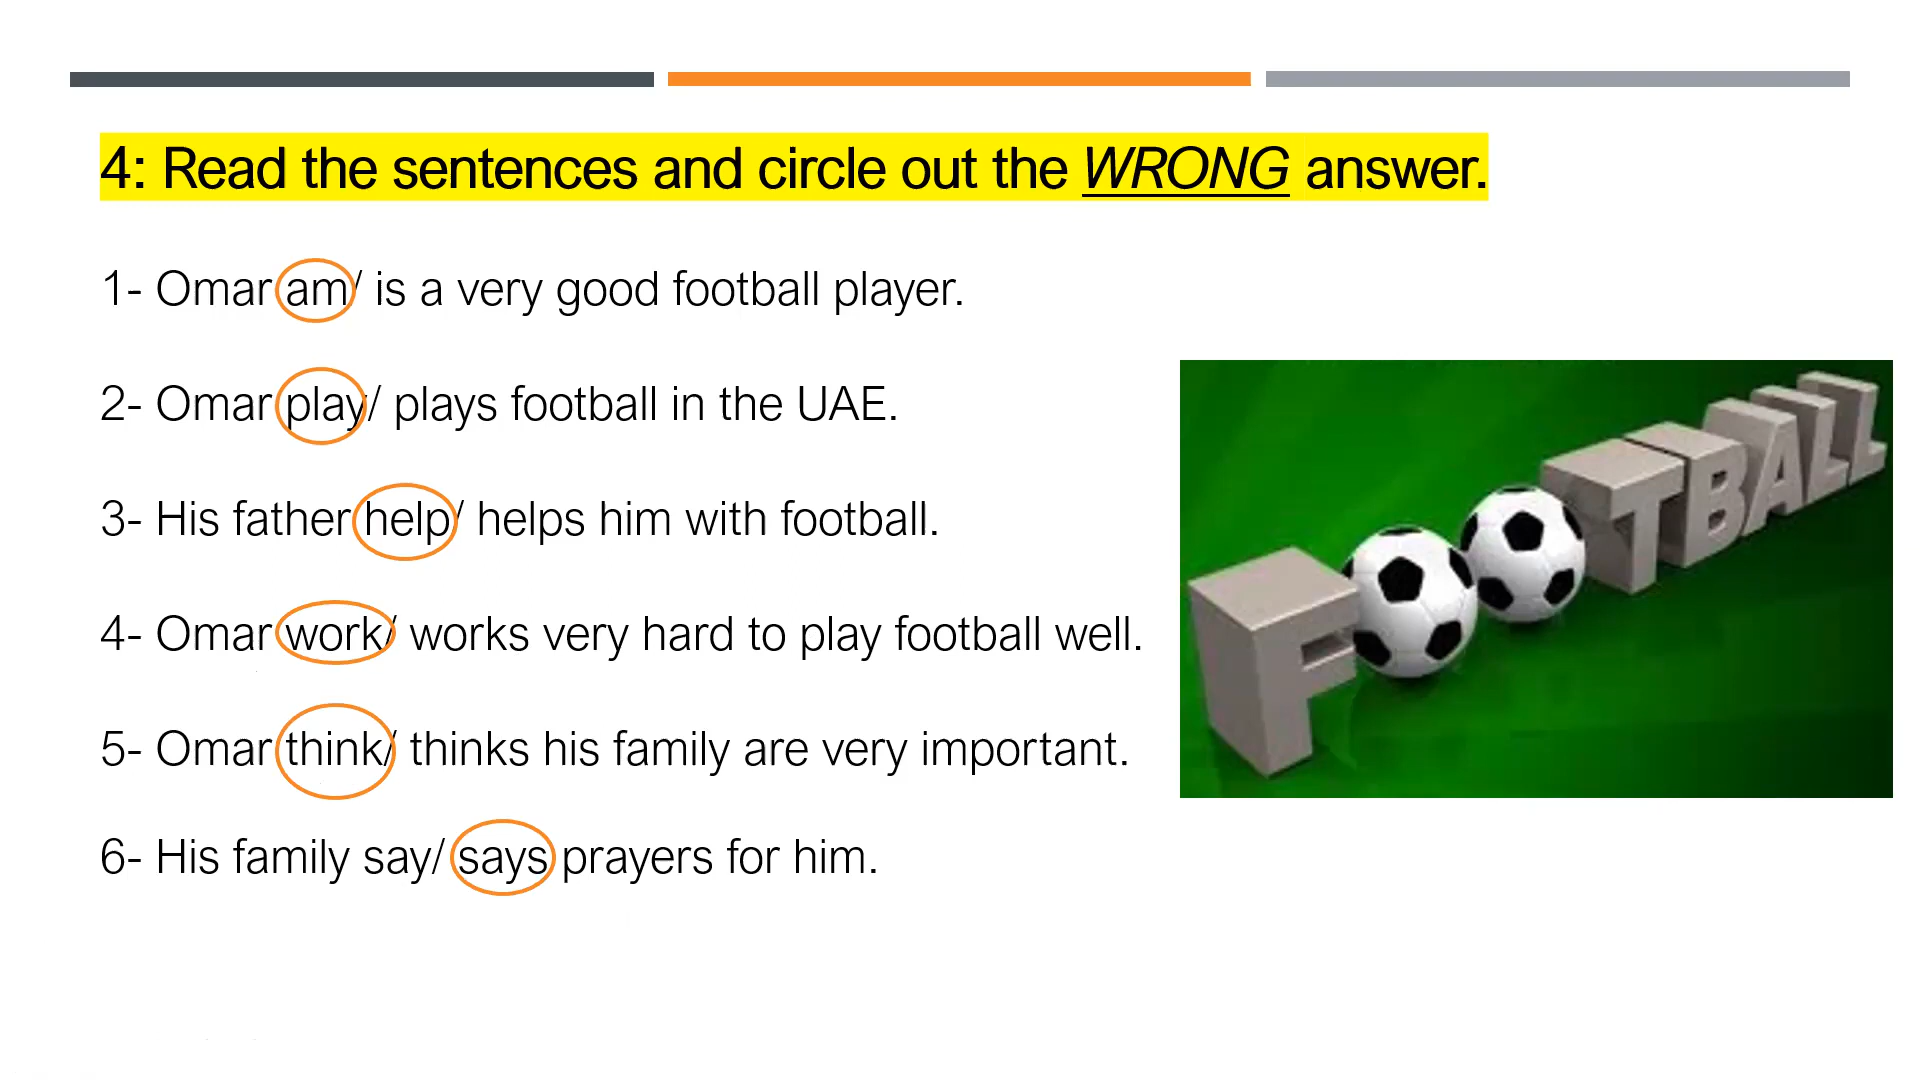 4: Read the sentences and circle out the WRONG answer.
1- Omar am/ is a very good football player.
2- Omar play/ plays football in the UAE.
3- His father help/ helps him with football.
4- Omar work/ works very hard to play football well.
5- Omar think/ thinks his family are very important.
6- His family say/ says prayers for him.
FOOTBALL